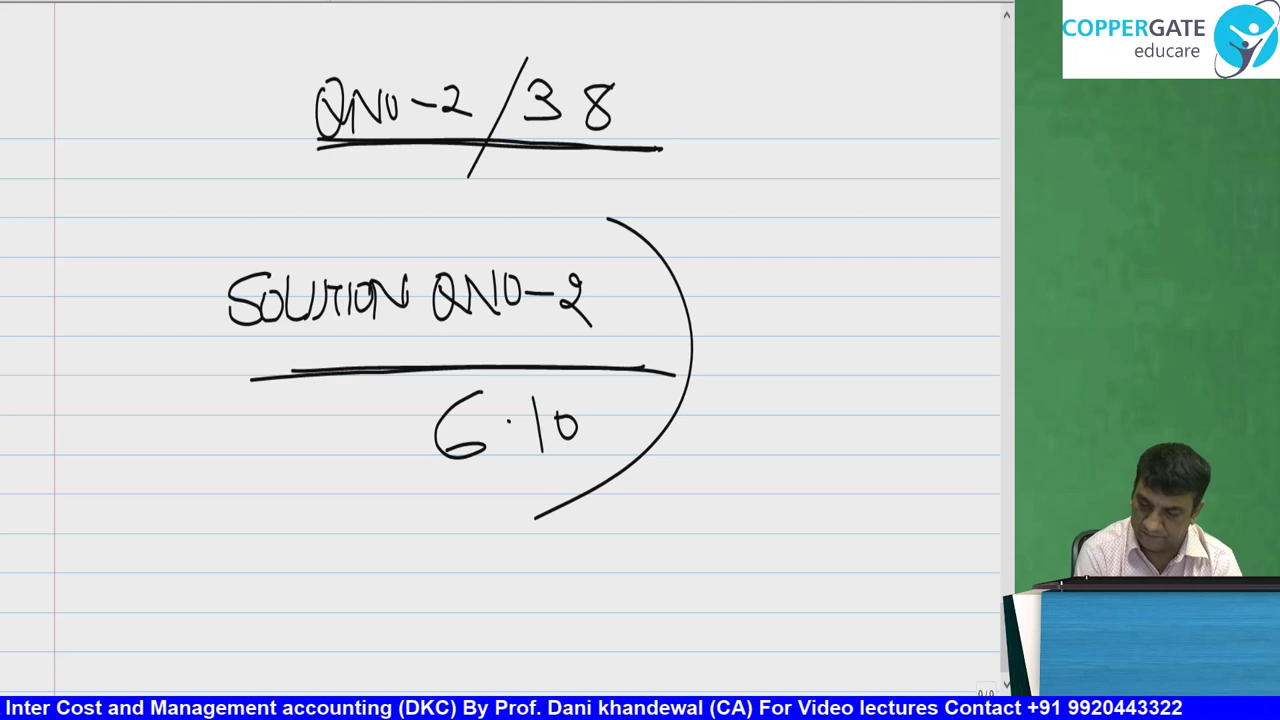 COPPERGATE
educare
QNO-2/38
SOLUTION QNO-2
6.10
Inter Cost and Management accounting (DKC) By Prof. Dani khandewal (CA) For Video lectures Contact +91 9920443322